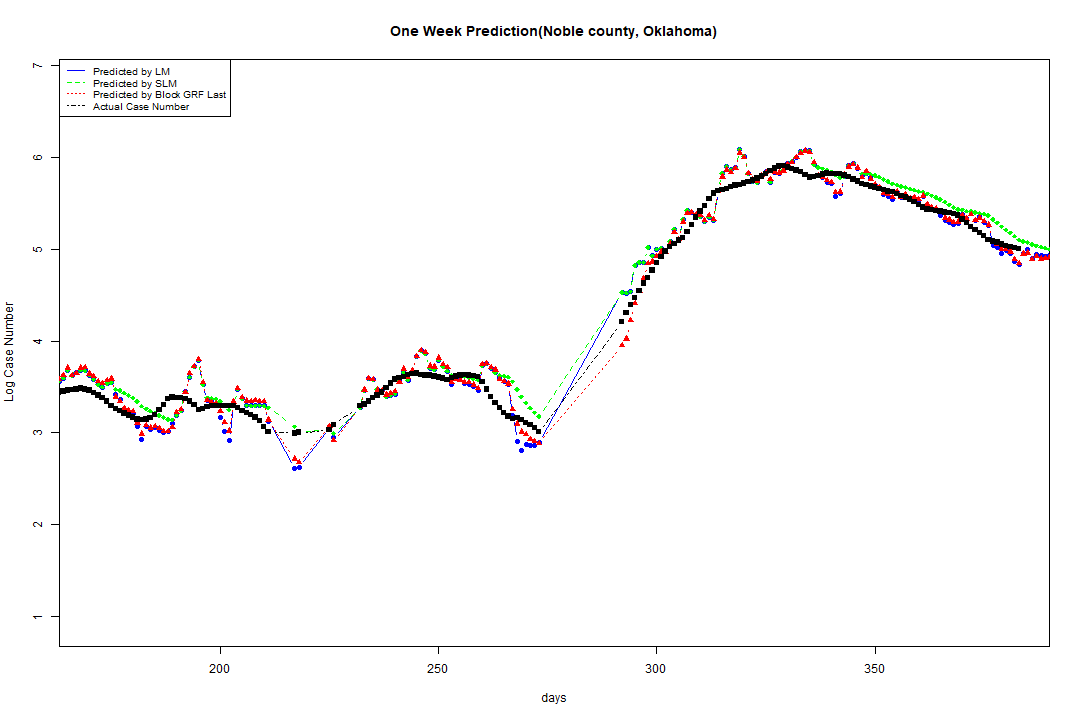 One Week Prediction(Noble county, Oklahoma)
Predicted by LM
Predicted by SLM
Predicted by Block GRF Last
Actual Case Number
7
6
5
4
3
2
1
Log Case Number
200 250 300 350
days